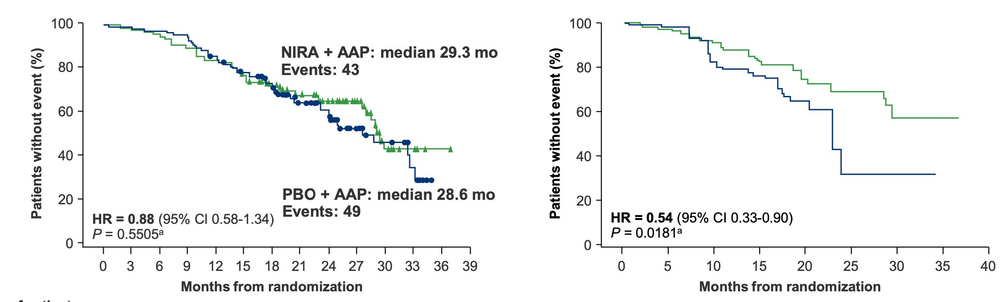 100
80
60
40
20
0
Patients without event (%)
NIRA + AAP: median 29.3 mo
Events: 43
PBO + AAP: median 28.6 mo
Events: 49
HR = 0.88 (95% CI 0.58-1.34)
P = 0.5505ᵃ
0 3 6 9 12 15 18 21 24 27 30 33 36 39
Months from randomization
100
80
60
40
20
0
Patients without event (%)
HR = 0.54 (95% CI 0.33-0.90)
P = 0.0181ᵃ
0 5 10 15 20 25 30 35 40
Months from randomization